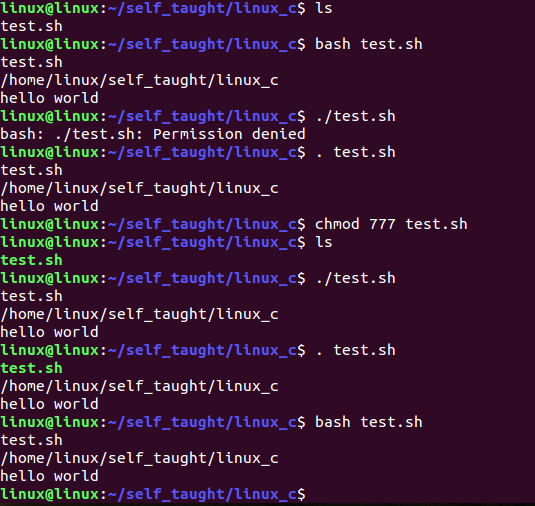 linux@linux:~/self_taught/linux_c$ ls
test.sh
linux@linux:~/self_taught/linux_c$ bash test.sh
test.sh
/home/linux/self_taught/linux_c
hello world
linux@linux:~/self_taught/linux_c$ ./test.sh
bash: ./test.sh: Permission denied
linux@linux:~/self_taught/linux_c$ . test.sh
test.sh
/home/linux/self_taught/linux_c
hello world
linux@linux:~/self_taught/linux_c$ chmod 777 test.sh
linux@linux:~/self_taught/linux_c$ ls
test.sh
linux@linux:~/self_taught/linux_c$ ./test.sh
test.sh
/home/linux/self_taught/linux_c
hello world
linux@linux:~/self_taught/linux_c$ . test.sh
test.sh
/home/linux/self_taught/linux_c
hello world
linux@linux:~/self_taught/linux_c$ bash test.sh
test.sh
/home/linux/self_taught/linux_c
hello world
linux@linux:~/self_taught/linux_c$